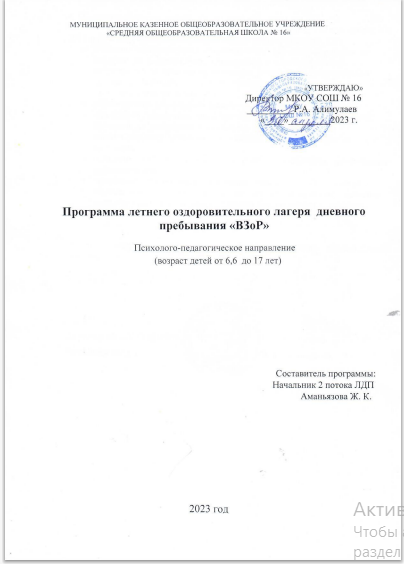 МУНИЦИПАЛЬНОЕ КАЗЕННОЕ ОБЩЕОБРАЗОВАТЕЛЬНОЕ УЧРЕЖДЕНИЕ
«СРЕДНЯЯ ОБЩЕОБРАЗОВАТЕЛЬНАЯ ШКОЛА № 16»
«УТВЕРЖДАЮ»
Директор МКОУ СОШ № 16
Р.А. Алимулаев
« » апреля 2023 г.
Программа летнего оздоровительного лагеря дневного
пребывания «ВЗоР»
Психолого-педагогическое направление
(возраст детей от 6,6 до 17 лет)
Составитель программы:
Начальник 2 потока ЛДП
Аманьязова Ж. К.
2023 год
Актив
Чтобы
раздел